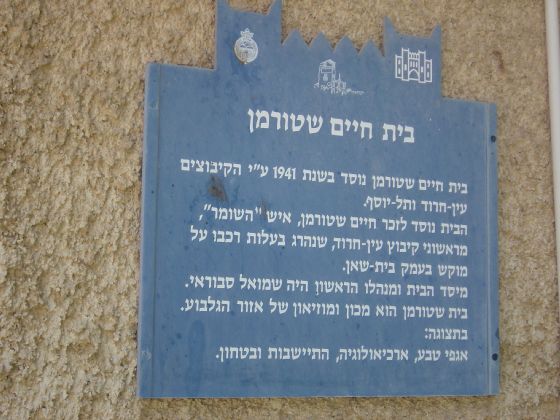 בית חיים שטורמן
בית חיים שטורמן נוסד בשנת 1941 ע"י הקיבוצים
עין-חרוד ותל-יוסף.
הבית נוסד לזכר חיים שטורמן, איש "השומר",
מראשוני קיבוץ עין-חרוד, שנהרג בעלות רכבו על
מוקש בעמק בית-שאן.
מיסד הבית ומנהלו הראשון היה שמואל סבוראי.
בית שטורמן הוא מכון ומוזיאון של אזור הגלבוע.
בתצוגה:
אגפי טבע, ארכיאולוגיה, התיישבות ובטחון.